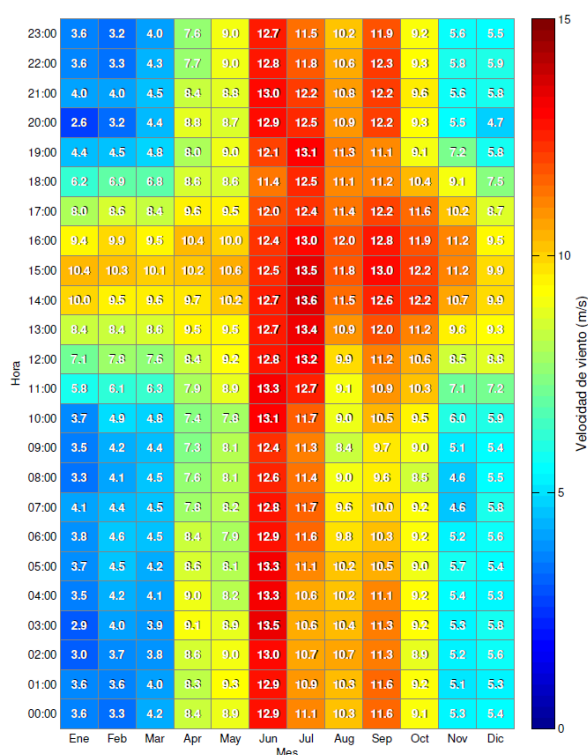 23:00 3.6 3.2 4.0 7.6 9.0 12.7 11.5 10.2 11.9 9.2 5.6 5.5
22:00 3.6 3.3 4.3 7.7 9.0 12.8 11.8 10.6 12.3 9.3 5.8 5.9
21:00 4.0 4.0 4.5 8.4 8.8 13.0 12.2 10.8 12.2 9.6 5.6 5.8
20:00 2.6 3.2 4.4 8.8 8.7 12.9 12.5 10.9 12.2 9.3 5.5 4.7
19:00 4.4 4.5 4.8 8.0 9.0 12.1 13.1 11.3 11.1 9.1 7.2 5.8
18:00 6.2 6.9 6.8 8.6 8.6 11.4 12.5 11.1 11.2 10.4 9.1 7.5
17:00 8.0 8.6 8.4 9.6 9.5 12.0 12.4 11.4 12.2 11.6 10.2 8.7
16:00 9.4 9.9 9.6 10.4 10.0 12.4 13.0 12.0 12.8 11.9 11.2 9.6
15:00 10.4 10.3 10.1 10.2 10.6 12.5 13.5 11.8 13.0 12.2 11.2 9.9
14:00 10.0 9.5 9.6 9.7 10.2 12.7 13.6 11.5 12.6 12.2 10.7 9.9
13:00 8.4 8.4 8.6 9.5 9.5 12.7 13.4 10.9 12.0 11.2 9.6 9.3
12:00 7.1 7.8 7.6 8.4 9.2 12.8 13.2 9.9 11.2 10.6 8.5 8.8
11:00 5.8 6.1 6.3 7.9 8.9 13.3 12.7 9.1 10.9 10.3 7.1 7.2
10:00 3.7 4.9 4.8 7.4 7.8 13.1 11.7 9.0 10.5 9.5 6.0 5.9
09:00 3.5 4.2 4.4 7.3 8.1 12.4 11.3 8.4 9.7 9.0 5.1 5.4
08:00 3.3 4.1 4.5 7.6 8.1 12.6 11.4 9.0 9.6 8.5 4.6 5.5
07:00 4.1 4.4 4.5 7.8 8.2 12.8 11.7 9.6 10.0 9.2 4.6 5.8
06:00 3.8 4.6 4.5 8.4 7.9 12.9 11.6 9.8 10.3 9.2 5.2 5.6
05:00 3.7 4.5 4.2 8.6 8.1 13.3 11.1 10.2 10.5 9.0 5.7 5.4
04:00 3.5 4.2 4.1 9.0 8.2 13.3 10.6 10.2 11.1 9.2 5.4 5.3
03:00 2.9 4.0 3.9 9.1 8.9 13.5 10.6 10.4 11.3 9.2 5.3 5.8
02:00 3.0 3.7 3.8 8.6 9.0 13.0 10.7 10.7 11.3 8.9 5.2 5.6
01:00 3.6 3.6 4.0 8.3 9.3 12.9 10.9 10.3 11.6 9.2 5.1 5.3
00:00 3.6 3.3 4.2 8.4 8.9 12.9 11.1 10.3 11.6 9.1 5.3 5.4
Ene Feb Mar Apr May Jun Jul Aug Sep Oct Nov Dic
Mes
Hora
15
10
5
0
Velocidad de viento (m/s)